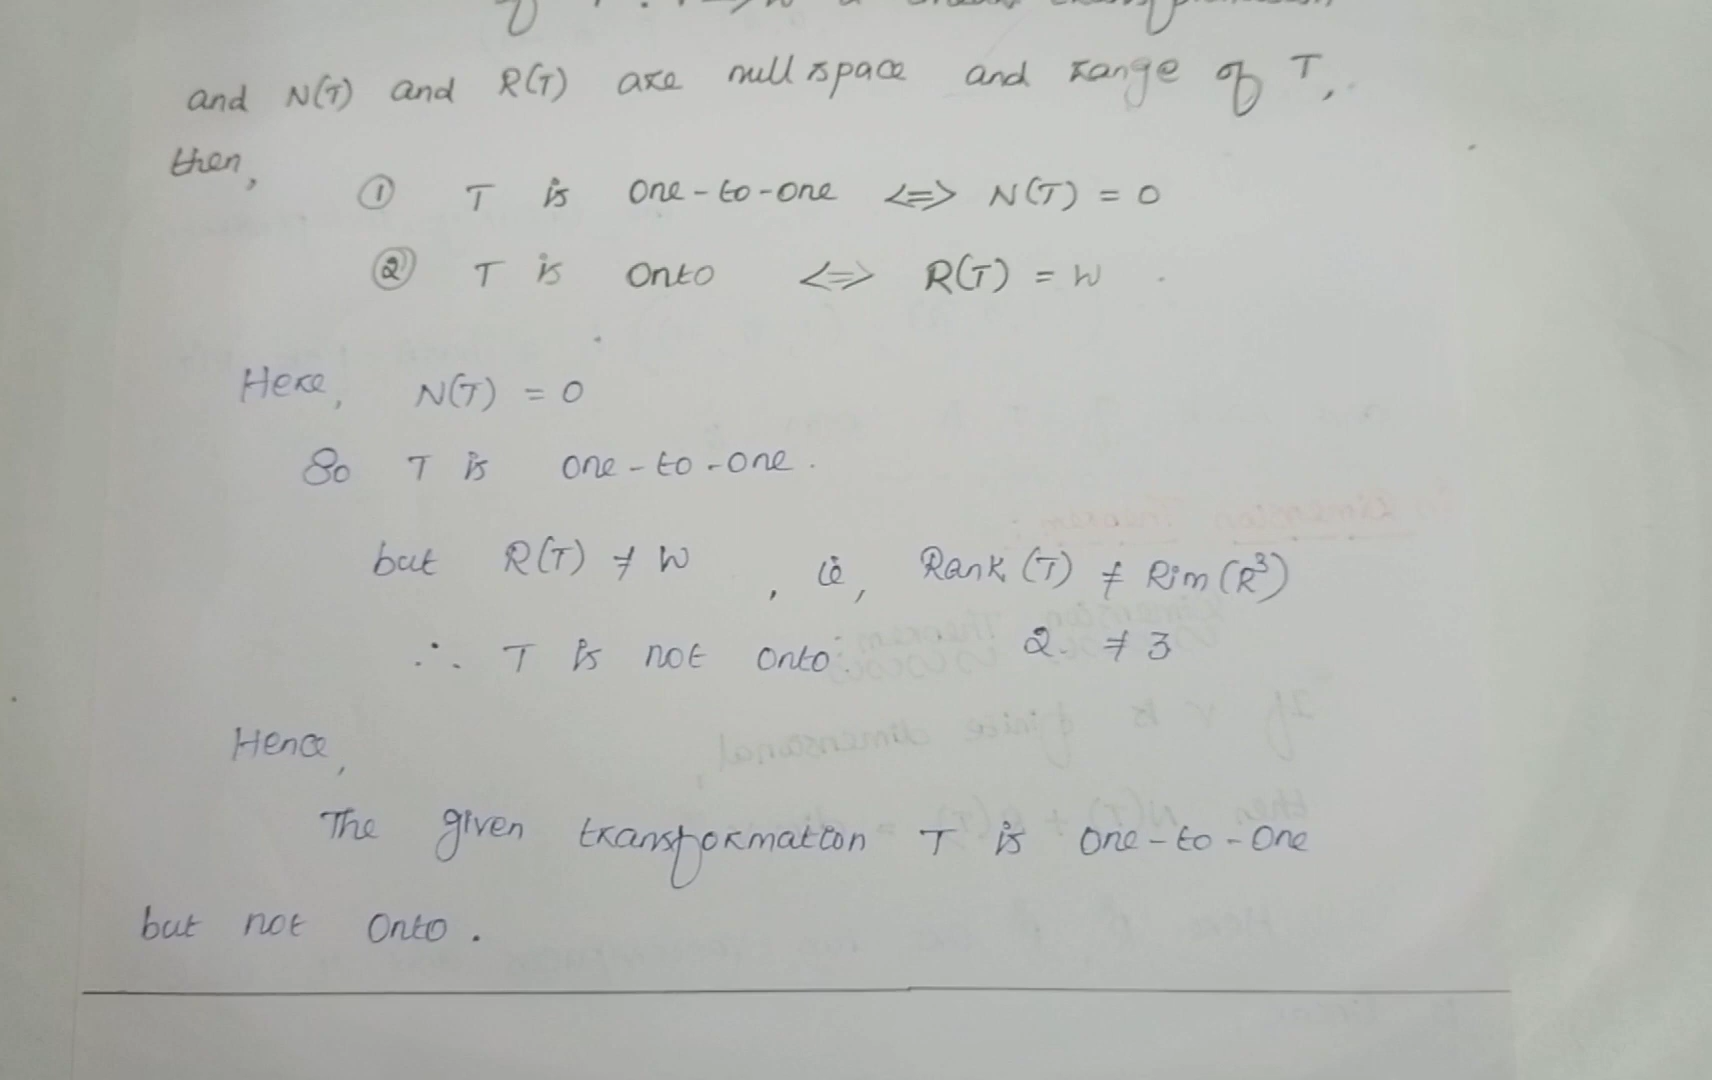 and N(T) and R(T) are null space and range of T,
then,
① T is one-to-one <=> N(T) = 0
② T is onto <=> R(T) = W
Here, N(T) = 0
So T is one-to-one.
but R(T) ≠ W , ie, Rank (T) ≠ Rim (R³)
∴ T is not onto. 2 ≠ 3
Hence,
The given transformation T is one-to-one
but not onto.